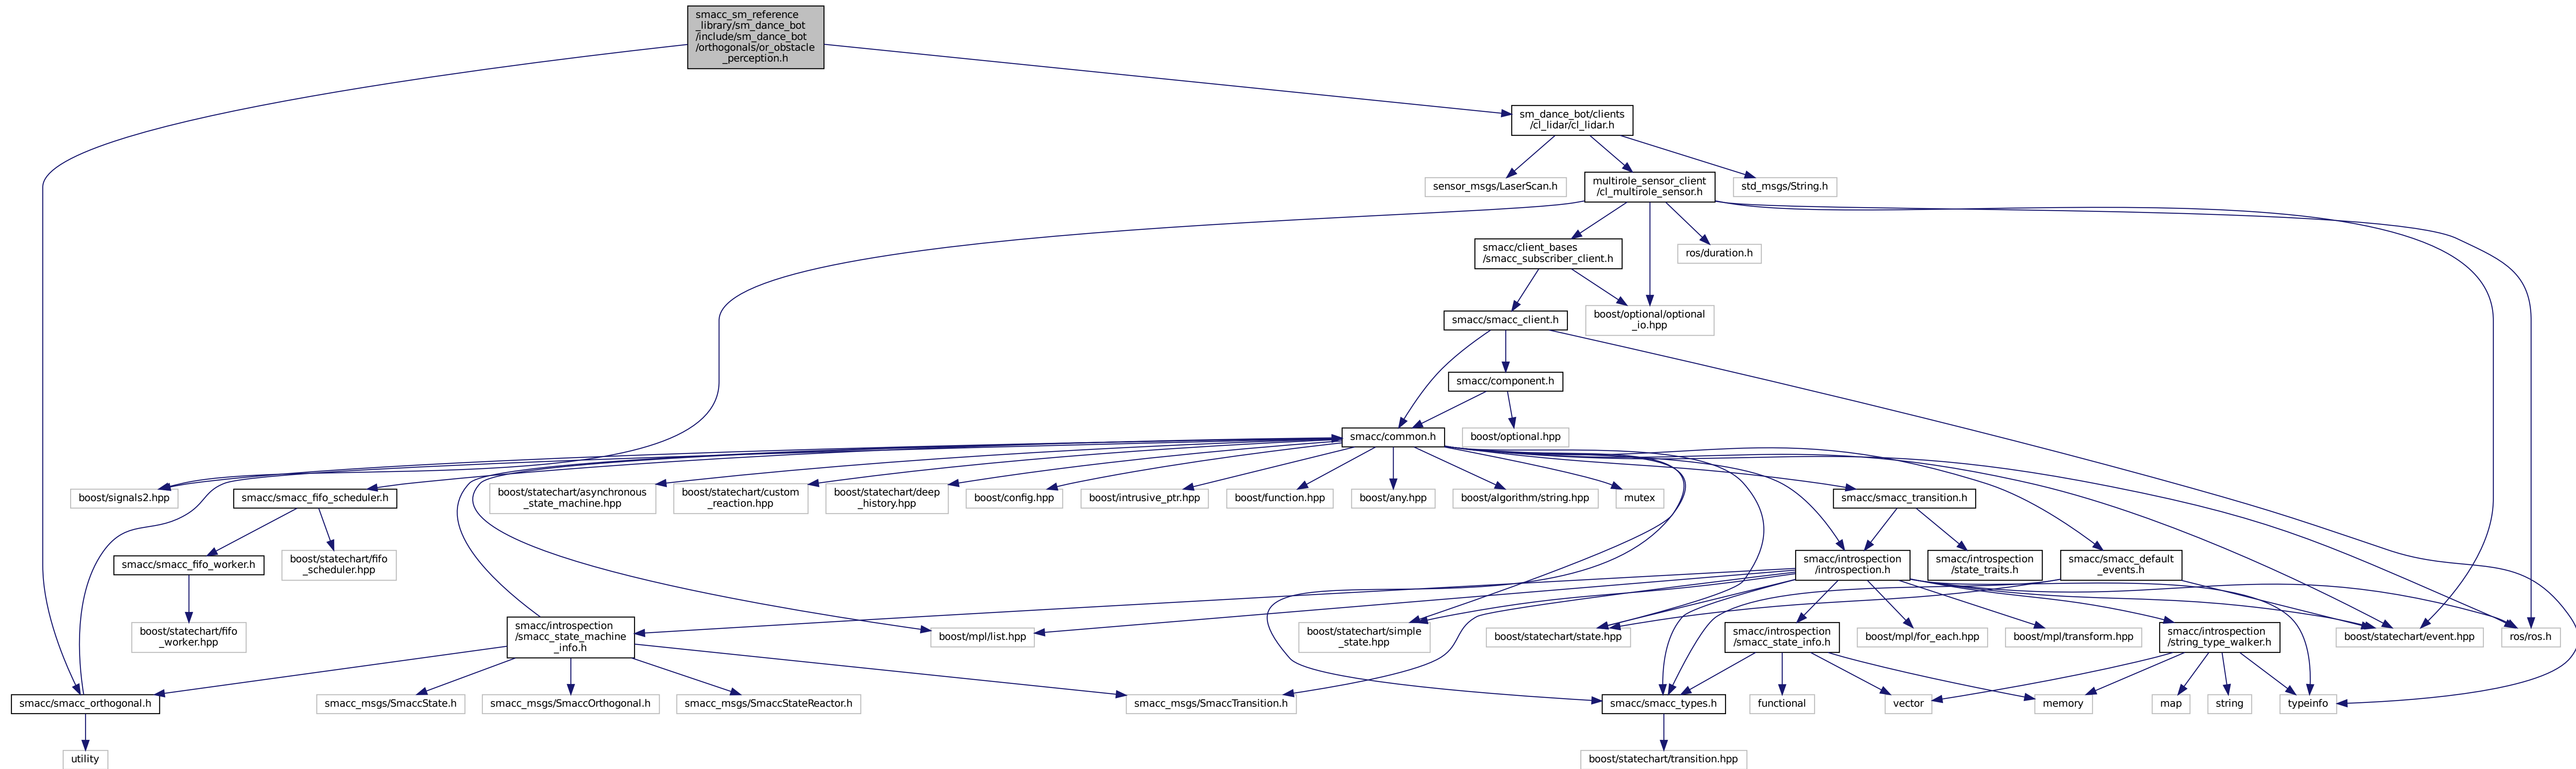 smacc_sm_reference
_library/sm_dance_bot
/include/sm_dance_bot
/orthogonals/or_obstacle
_perception.h
sm_dance_bot/clients
/cl_lidar/cl_lidar.h
sensor_msgs/LaserScan.h
multirole_sensor_client
/cl_multirole_sensor.h
std_msgs/String.h
smacc/client_bases
/smacc_subscriber_client.h
ros/duration.h
smacc/smacc_client.h
boost/optional/optional
_io.hpp
smacc/component.h
smacc/common.h
boost/optional.hpp
boost/signals2.hpp
smacc/smacc_fifo_scheduler.h
boost/statechart/asynchronous
_state_machine.hpp
boost/statechart/custom
_reaction.hpp
boost/statechart/deep
_history.hpp
boost/config.hpp
boost/intrusive_ptr.hpp
boost/function.hpp
boost/any.hpp
boost/algorithm/string.hpp
mutex
smacc/smacc_transition.h
smacc/smacc_fifo_worker.h
boost/statechart/fifo
_scheduler.hpp
smacc/introspection
/introspection.h
smacc/introspection
/state_traits.h
smacc/smacc_default
_events.h
boost/statechart/fifo
_worker.hpp
smacc/introspection
/smacc_state_machine
_info.h
boost/mpl/list.hpp
boost/statechart/simple
_state.hpp
boost/statechart/state.hpp
smacc/introspection
/smacc_state_info.h
boost/mpl/for_each.hpp
boost/mpl/transform.hpp
smacc/introspection
/string_type_walker.h
boost/statechart/event.hpp
ros/ros.h
smacc/smacc_orthogonal.h
smacc_msgs/SmaccState.h
smacc_msgs/SmaccOrthogonal.h
smacc_msgs/SmaccStateReactor.h
smacc_msgs/SmaccTransition.h
smacc/smacc_types.h
functional
vector
memory
map
string
typeinfo
utility
boost/statechart/transition.hpp